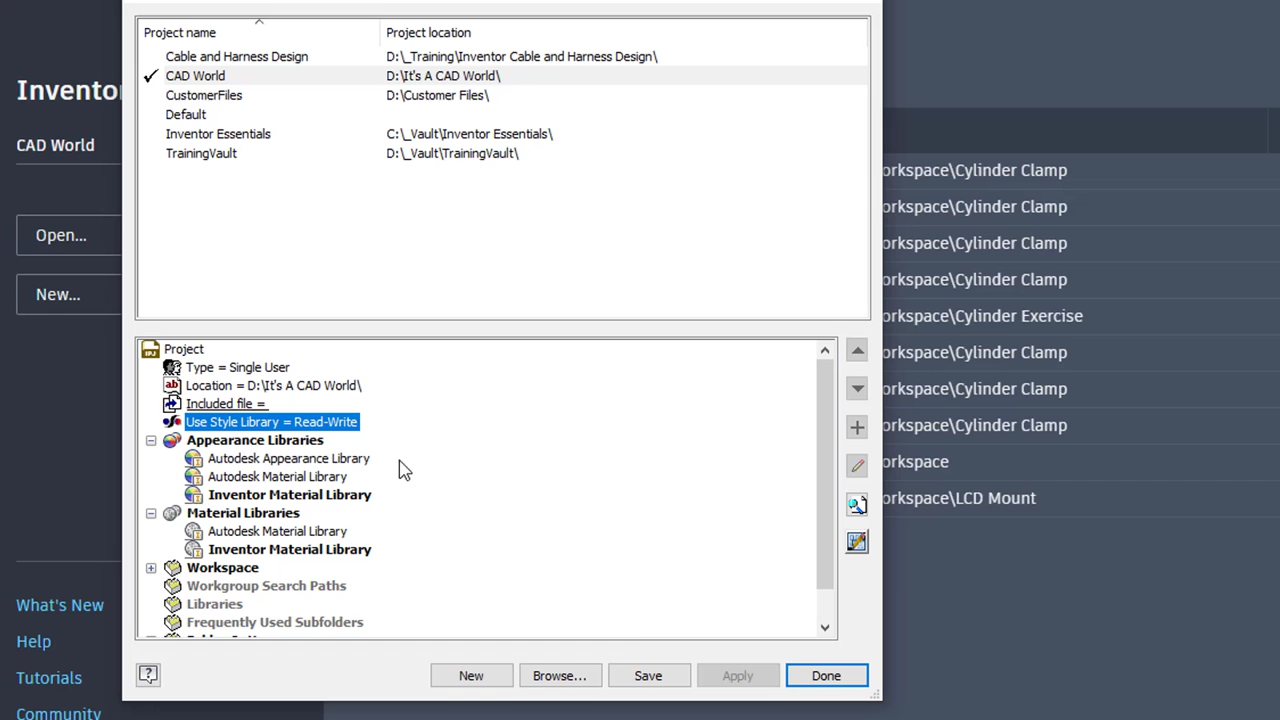 Project name Project location
Cable and Harness Design D:\_Training\Inventor Cable and Harness Design\
CAD World D:\It's A CAD World\
CustomerFiles D:\Customer Files\
Default
Inventor Essentials C:\_Vault\Inventor Essentials\
TrainingVault D:\_Vault\TrainingVault\
Invento
CAD World
Open...
New...
What's New
Help
Tutorials
Community
Project
Type = Single User
Location = D:\It's A CAD World\
Included file =
ab
IPJ
Use Style Library = Read-Write
Appearance Libraries
Autodesk Appearance Library
Autodesk Material Library
Inventor Material Library
Material Libraries
Autodesk Material Library
Inventor Material Library
Workspace
Workgroup Search Paths
Libraries
Frequently Used Subfolders
?
New
Browse...
Save
Apply
Done
orkspace\Cylinder Clamp
orkspace\Cylinder Clamp
orkspace\Cylinder Clamp
orkspace\Cylinder Clamp
orkspace\Cylinder Exercise
orkspace\Cylinder Clamp
orkspace\Cylinder Clamp
orkspace\Cylinder Clamp
orkspace
orkspace\LCD Mount